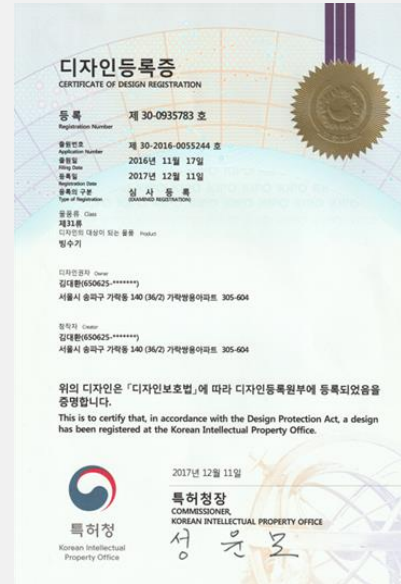 디자인등록증
CERTIFICATE OF DESIGN REGISTRATION
등 록 제 30-0935783 호
Registration Number
출원번호 제 30-2016-0055244 호
Application Number
출원일 2016년 11월 17일
Filing Date
등록일 2017년 12월 11일
Registration Date
등록의 구분 심 사 등 록
Type of Registration (EXAMINED REGISTRATION)
물품류 Class
제31류
디자인의 대상이 되는 물품 Product
빙수기
디자인권자 Owner
김대환(650625-*******)
서울시 송파구 가락동 140 (36/2) 가락쌍용아파트 305-604
창작자 Creator
김대환(650625-*******)
서울시 송파구 가락동 140 (36/2) 가락쌍용아파트 305-604
위의 디자인은 「디자인보호법」에 따라 디자인등록원부에 등록되었음을
증명합니다.
This is to certify that, in accordance with the Design Protection Act, a design
has been registered at the Korean Intellectual Property Office.
2017년 12월 11일
특허청장
COMMISSIONER,
KOREAN INTELLECTUAL PROPERTY OFFICE
성윤모
특허청
Korean Intellectual
Property Office